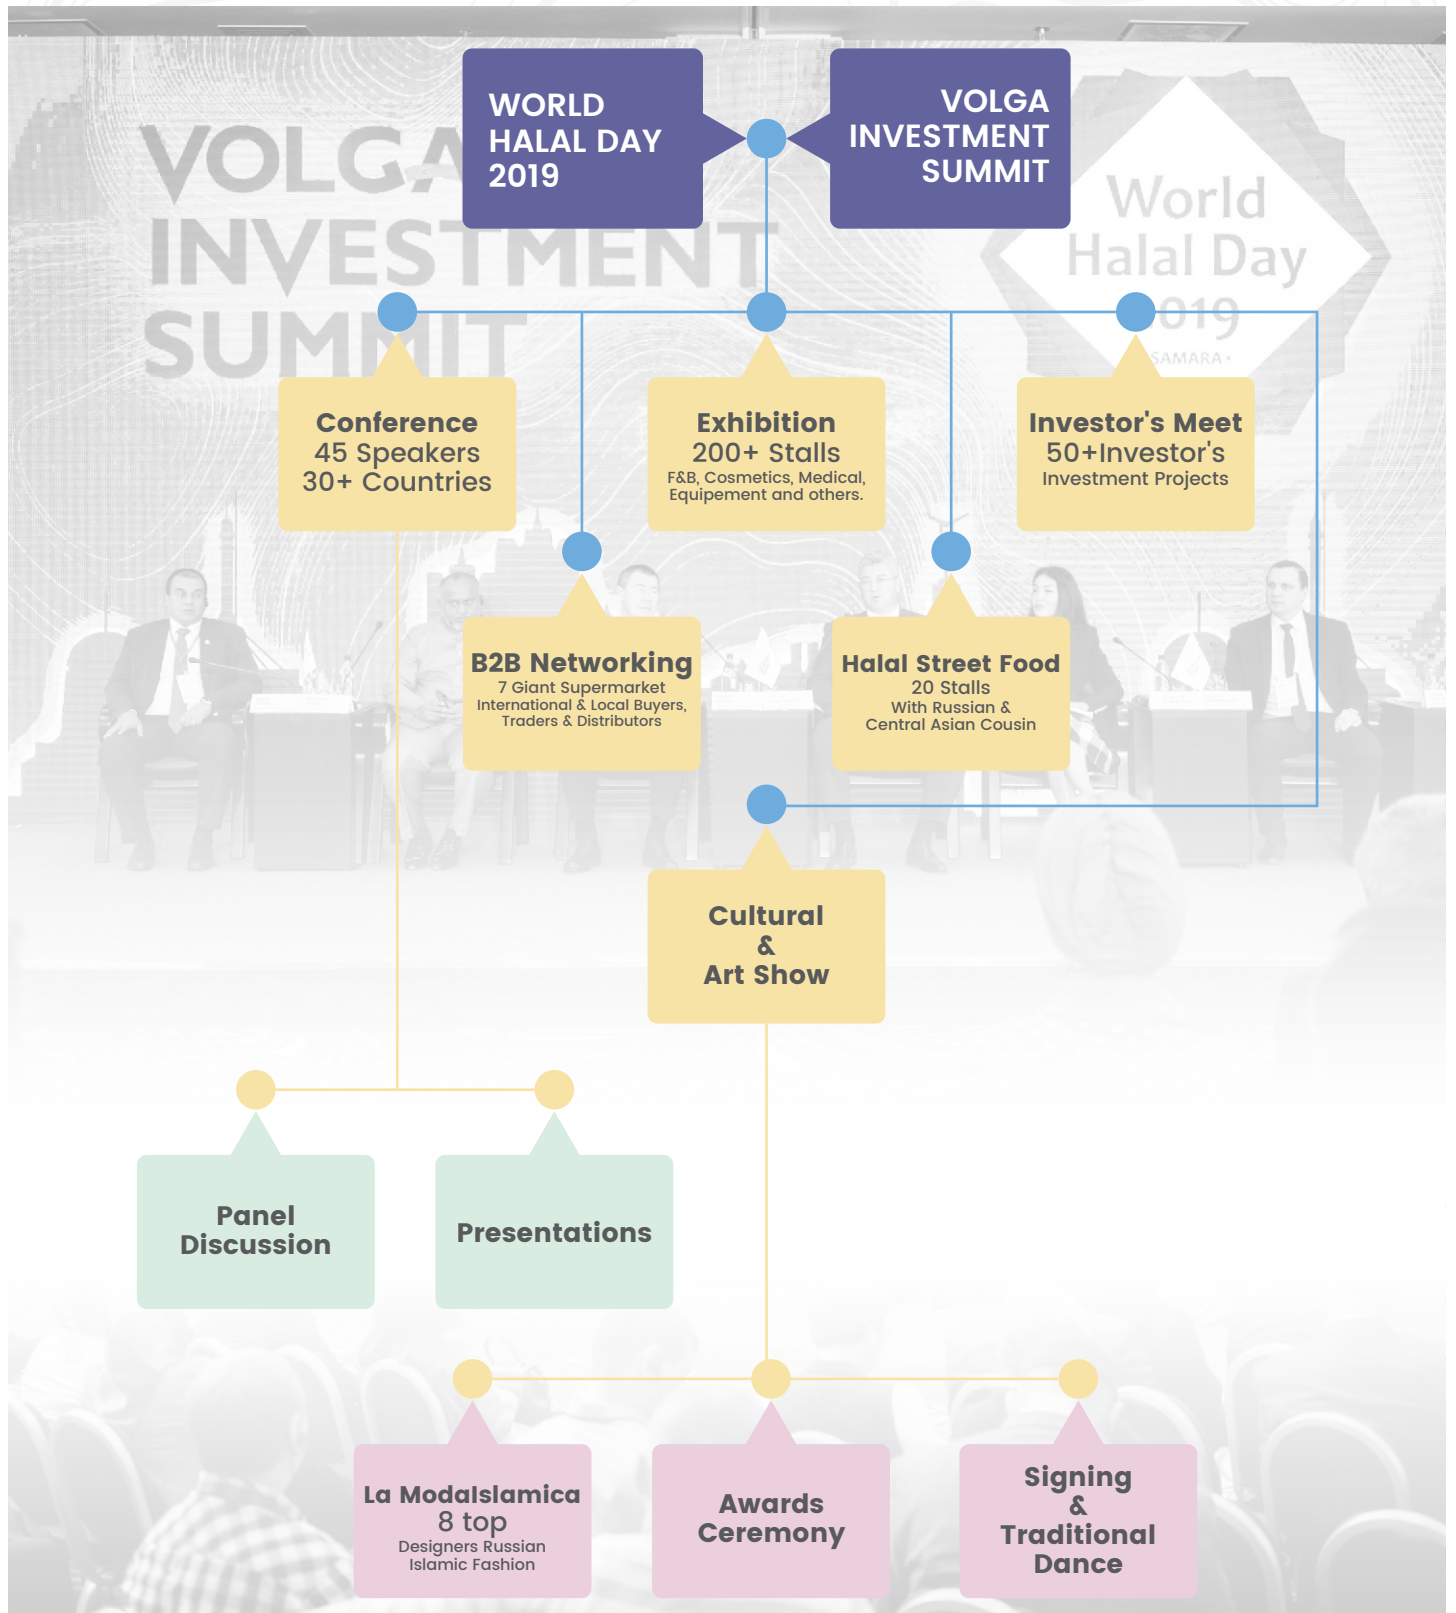 WORLD
HALAL DAY
2019
VOLGA
INVESTMENT
SUMMIT
VOLGA
INVESTMENT
SUMMIT
World
Halal Day
2019
SAMARA •
Conference
45 Speakers
30+ Countries
Exhibition
200+ Stalls
F&B, Cosmetics, Medical,
Equipement and others.
Investor's Meet
50+Investor's
Investment Projects
B2B Networking
7 Giant Supermarket
International & Local Buyers,
Traders & Distributors
Halal Street Food
20 Stalls
With Russian &
Central Asian Cousin
Cultural
&
Art Show
Panel
Discussion
Presentations
La ModaIslamica
8 top
Designers Russian
Islamic Fashion
Awards
Ceremony
Signing
&
Traditional
Dance